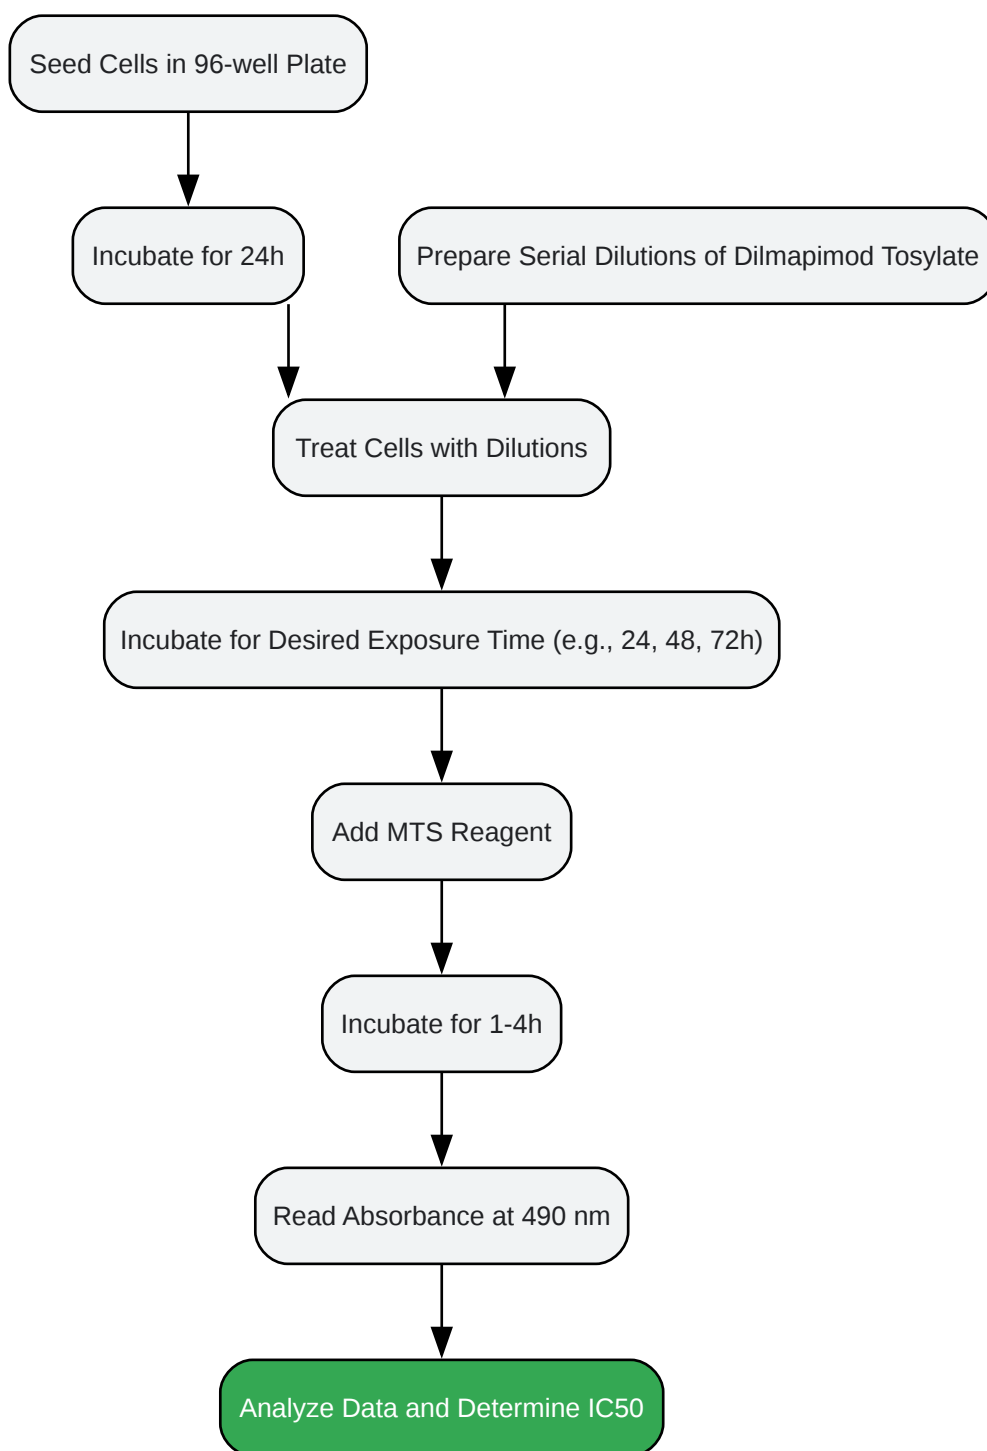 Seed Cells in 96-well Plate
Incubate for 24h
Prepare Serial Dilutions of Dilmapimod Tosylate
Treat Cells with Dilutions
Incubate for Desired Exposure Time (e.g., 24, 48, 72h)
Add MTS Reagent
Incubate for 1-4h
Read Absorbance at 490 nm
Analyze Data and Determine IC50